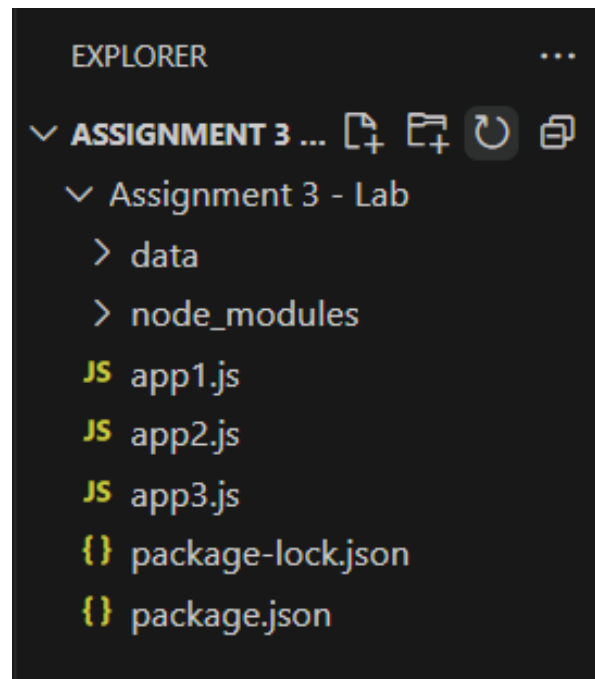 EXPLORER ...
ASSIGNMENT 3 ...
Assignment 3 - Lab
data
node_modules
JS app1.js
JS app2.js
JS app3.js
{} package-lock.json
{} package.json